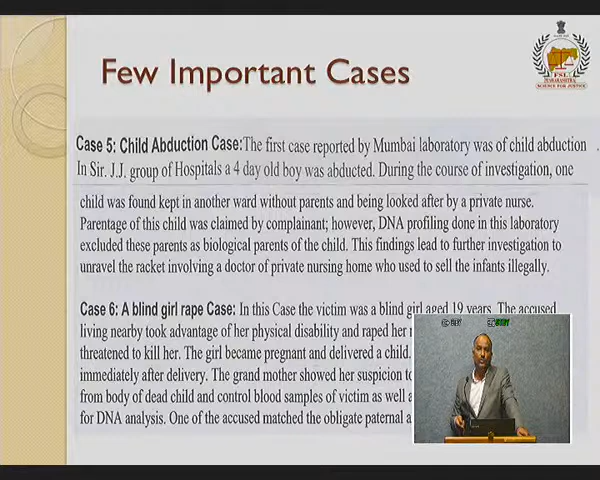 Few Important Cases
FSL
MAHARASHTRA
SCIENCE FOR JUSTICE
Case 5: Child Abduction Case:The first case reported by Mumbai laboratory was of child abduction
In Sir. J.J. group of Hospitals a 4 day old boy was abducted. During the course of investigation, one
child was found kept in another ward without parents and being looked after by a private nurse.
Parentage of this child was claimed by complainant; however, DNA profiling done in this laboratory
excluded these parents as biological parents of the child. This findings lead to further investigation to
unravel the racket involving a doctor of private nursing home who used to sell the infants illegally.
Case 6: A blind girl rape Case: In this Case the victim was a blind girl aged 19 years. The accused
living nearby took advantage of her physical disability and raped her
threatened to kill her. The girl became pregnant and delivered a child.
immediately after delivery. The grand mother showed her suspicion to
from body of dead child and control blood samples of victim as well a
for DNA analysis. One of the accused matched the obligate paternal a